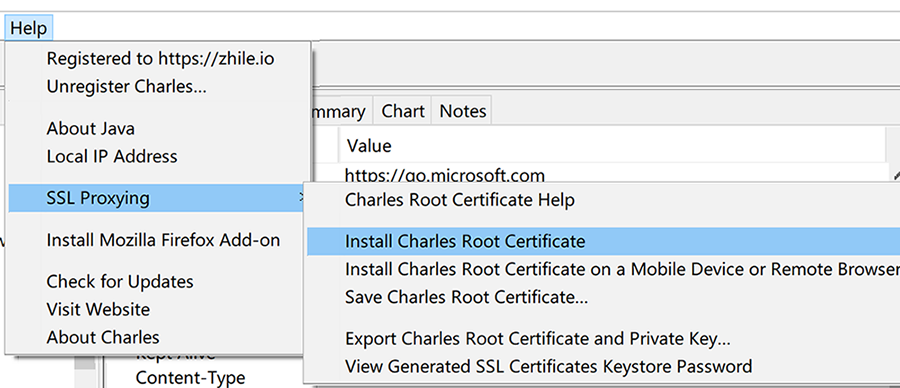 Help
Registered to https://zhile.io
Unregister Charles...
About Java
Local IP Address
SSL Proxying
Install Mozilla Firefox Add-on
Check for Updates
Visit Website
About Charles
mmary
Chart
Notes
Value
https://go.microsoft.com
Charles Root Certificate Help
Install Charles Root Certificate
Install Charles Root Certificate on a Mobile Device or Remote Browser
Save Charles Root Certificate...
Export Charles Root Certificate and Private Key...
View Generated SSL Certificates Keystore Password
Kept Alive
Content-Type